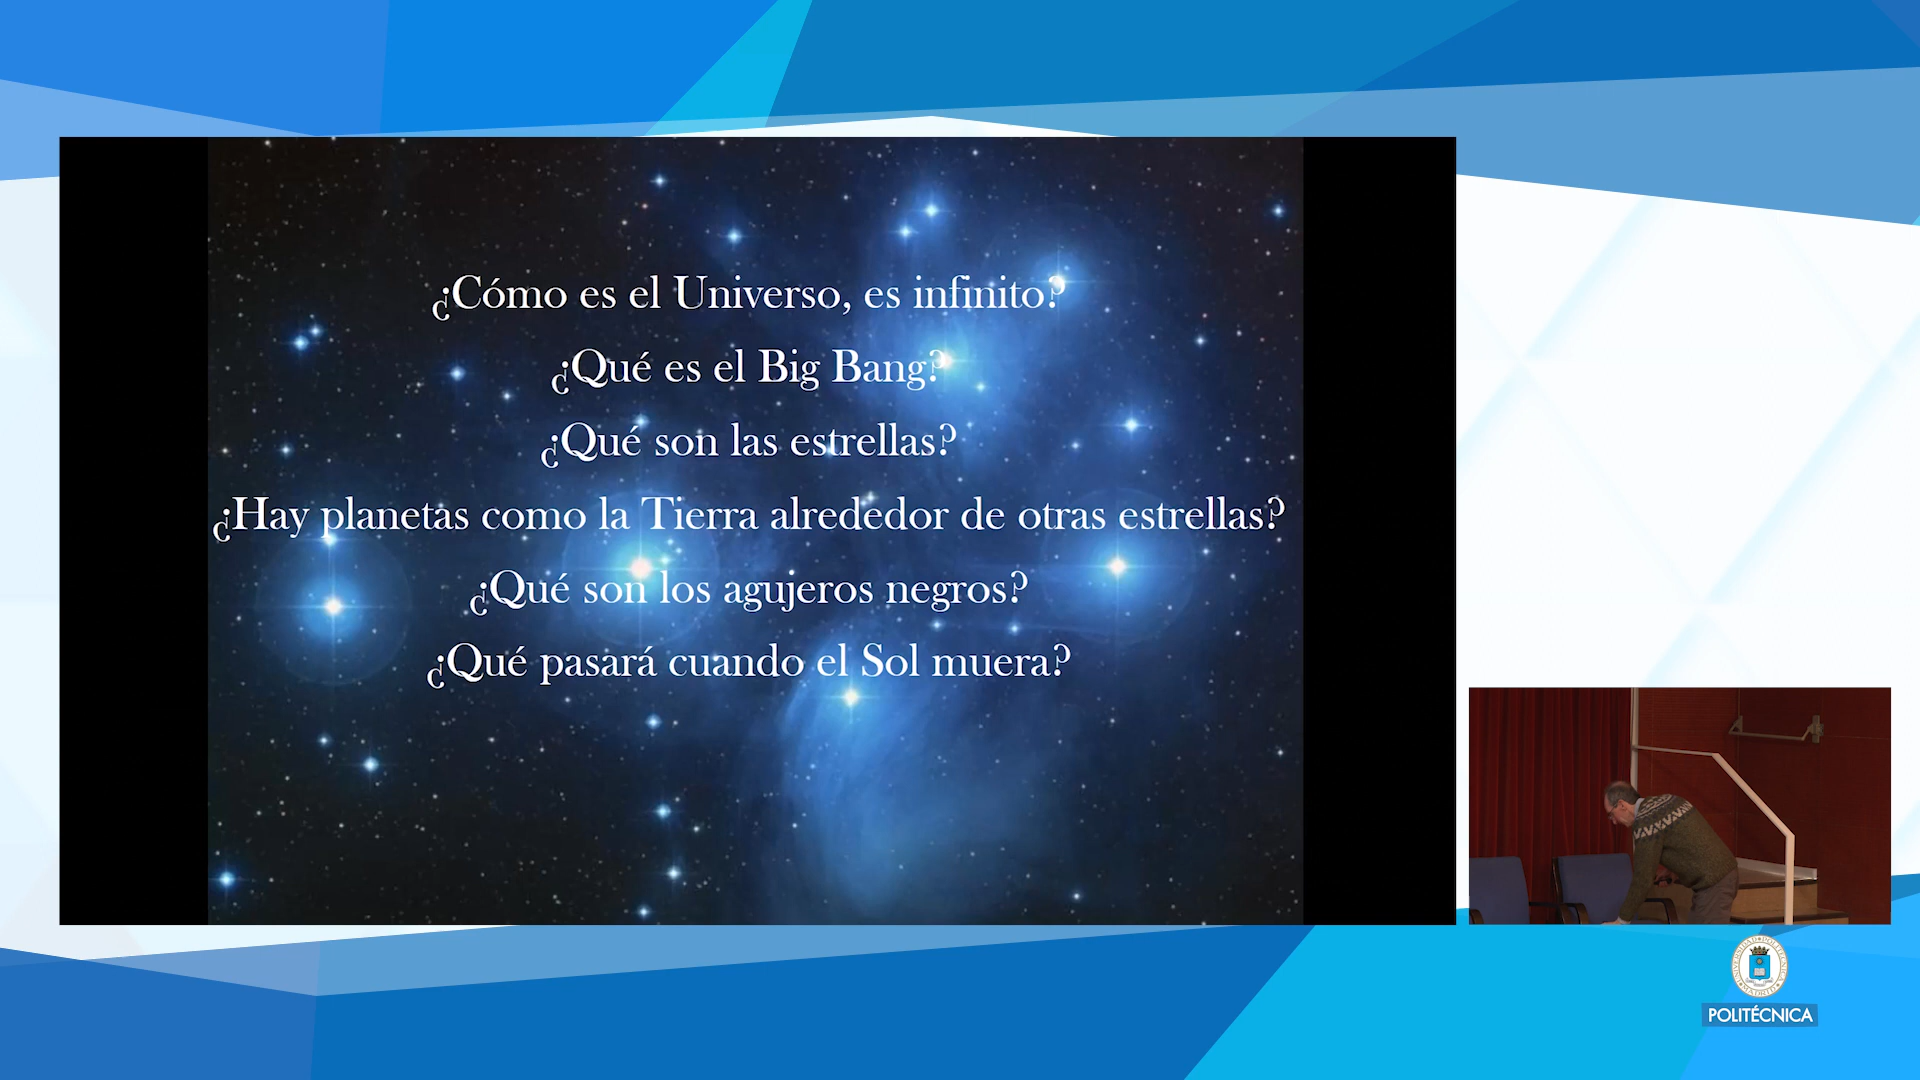 ¿Cómo es el Universo, es infinito?
¿Qué es el Big Bang?
¿Qué son las estrellas?
¿Hay planetas como la Tierra alrededor de otras estrellas?
¿Qué son los agujeros negros?
¿Qué pasará cuando el Sol muera?
POLITÉCNICA